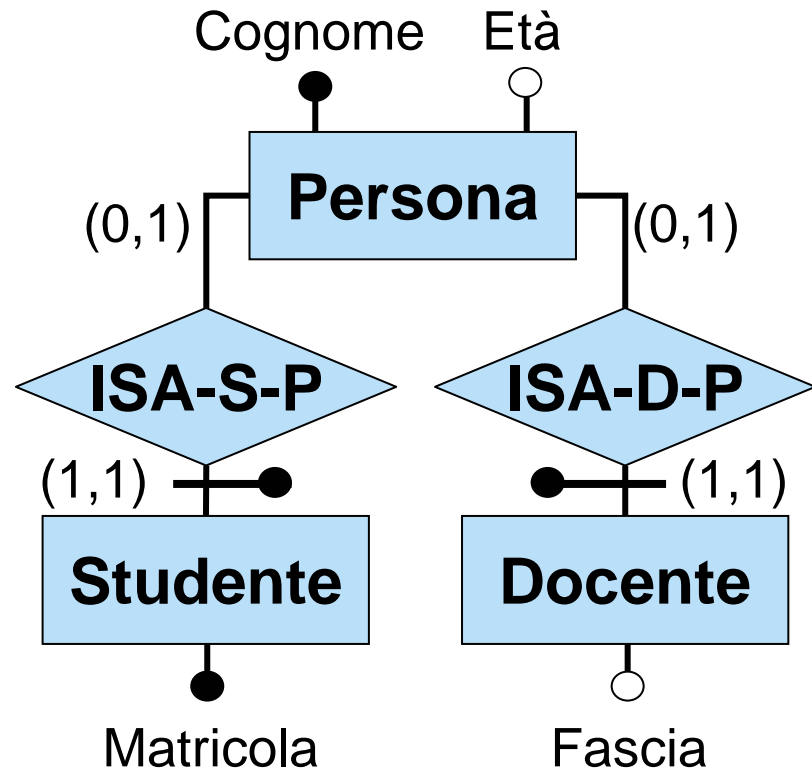 Cognome Età
Persona
(0,1) (0,1)
ISA-S-P ISA-D-P
(1,1) (1,1)
Studente Docente
Matricola Fascia